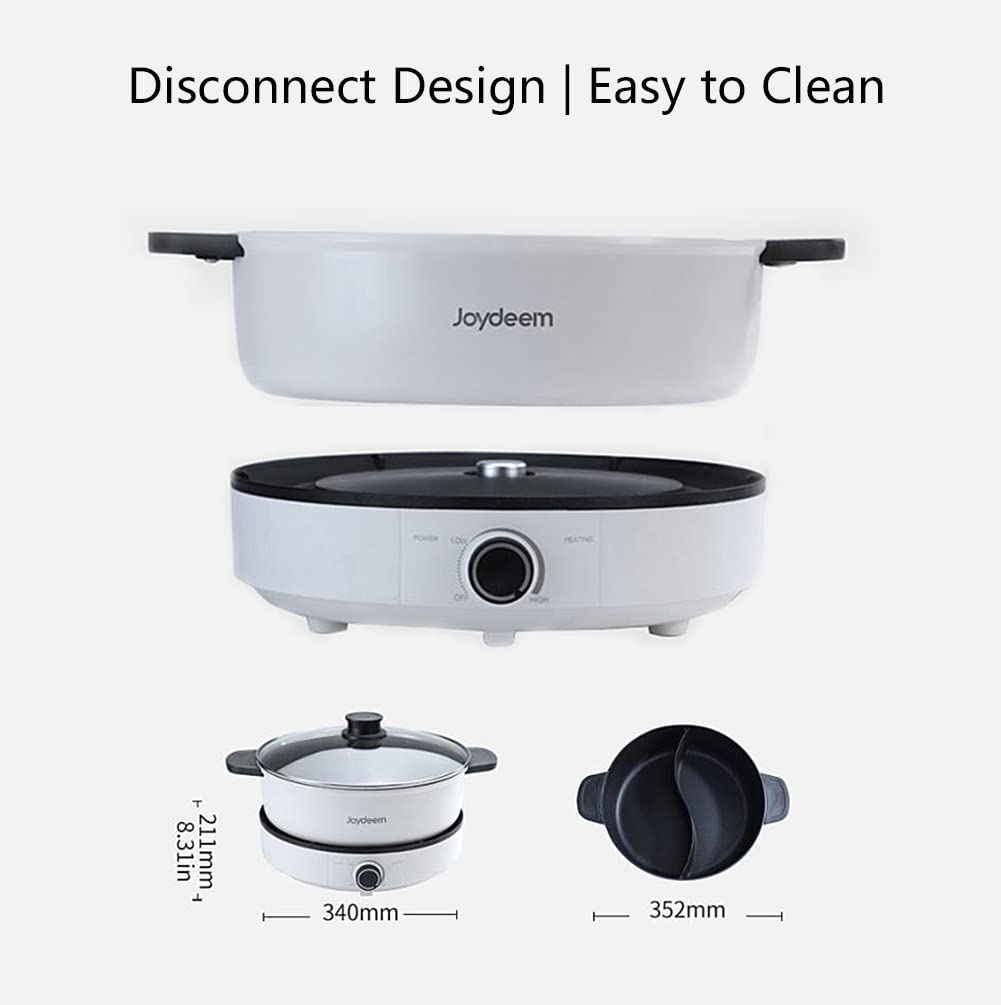 Disconnect Design | Easy to Clean
Joydeem
POWER LOW HEATING
OFF HIGH
Joydeem
211mm
8.31in
340mm
352mm